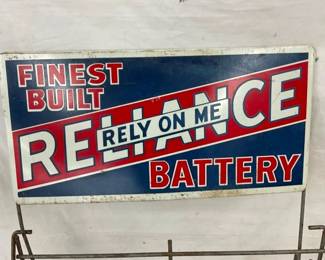 FINEST
BUILT
RELIANCE
RELY ON ME
BATTERY